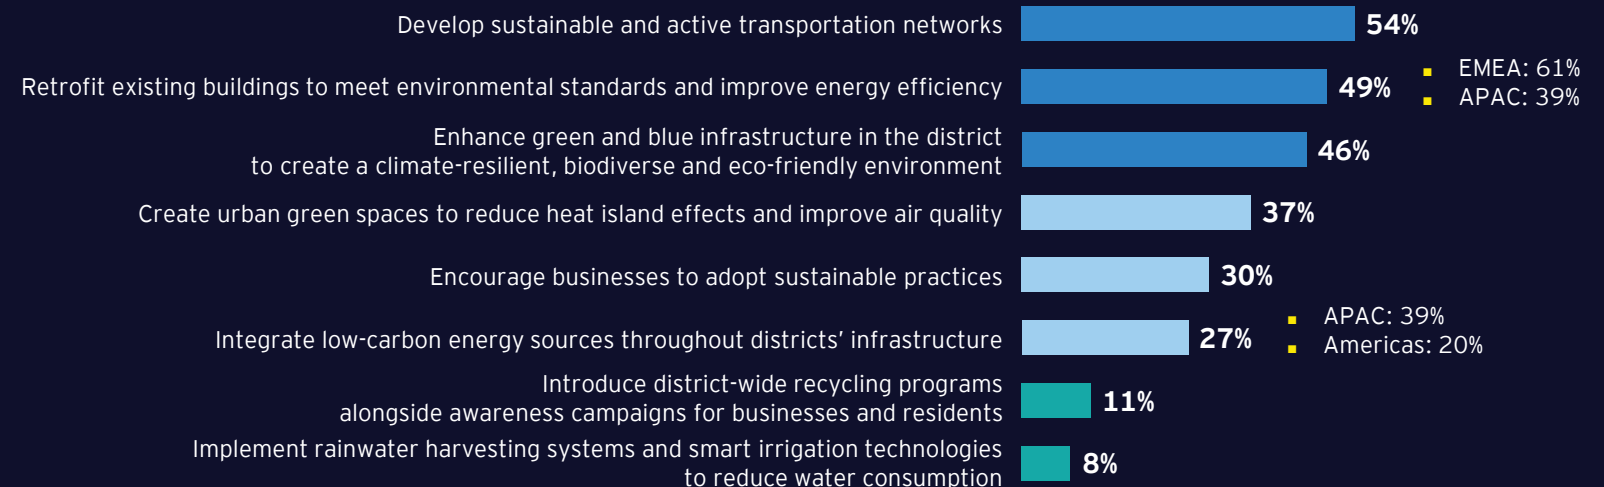 Develop sustainable and active transportation networks 54%
Retrofit existing buildings to meet environmental standards and improve energy efficiency 49%
EMEA: 61%
APAC: 39%
Enhance green and blue infrastructure in the district
to create a climate-resilient, biodiverse and eco-friendly environment
46%
Create urban green spaces to reduce heat island effects and improve air quality 37%
Encourage businesses to adopt sustainable practices 30%
Integrate low-carbon energy sources throughout districts’ infrastructure 27%
APAC: 39%
Americas: 20%
Introduce district-wide recycling programs
alongside awareness campaigns for businesses and residents
11%
Implement rainwater harvesting systems and smart irrigation technologies
to reduce water consumption
8%